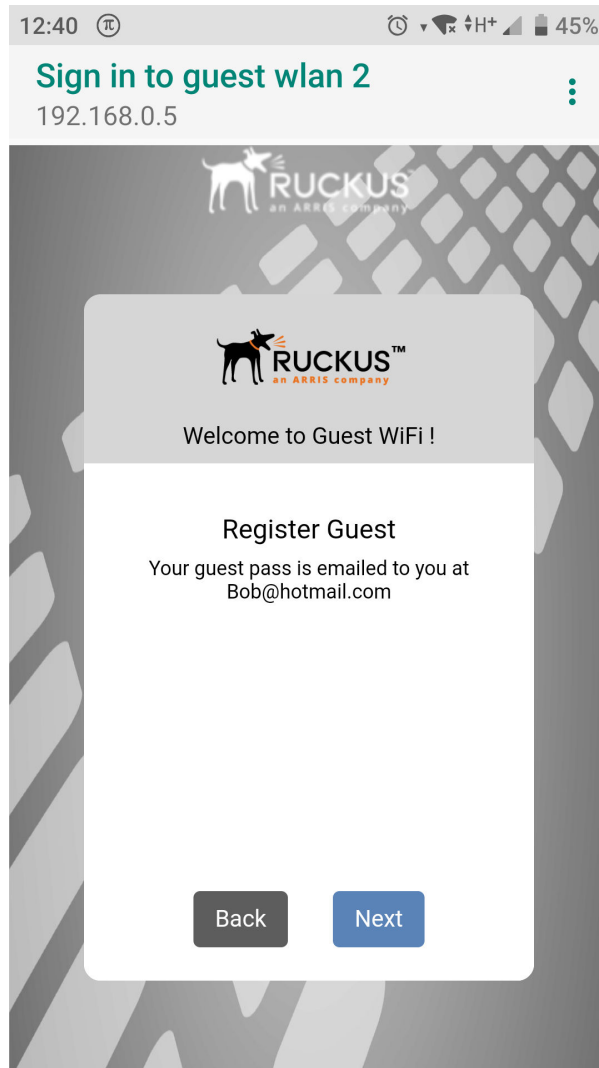 12:40 π H+ 45%
Sign in to guest wlan 2
192.168.0.5
RUCKUS
an ARRIS company
RUCKUS™
an ARRIS company
Welcome to Guest WiFi !
Register Guest
Your guest pass is emailed to you at
Bob@hotmail.com
Back Next